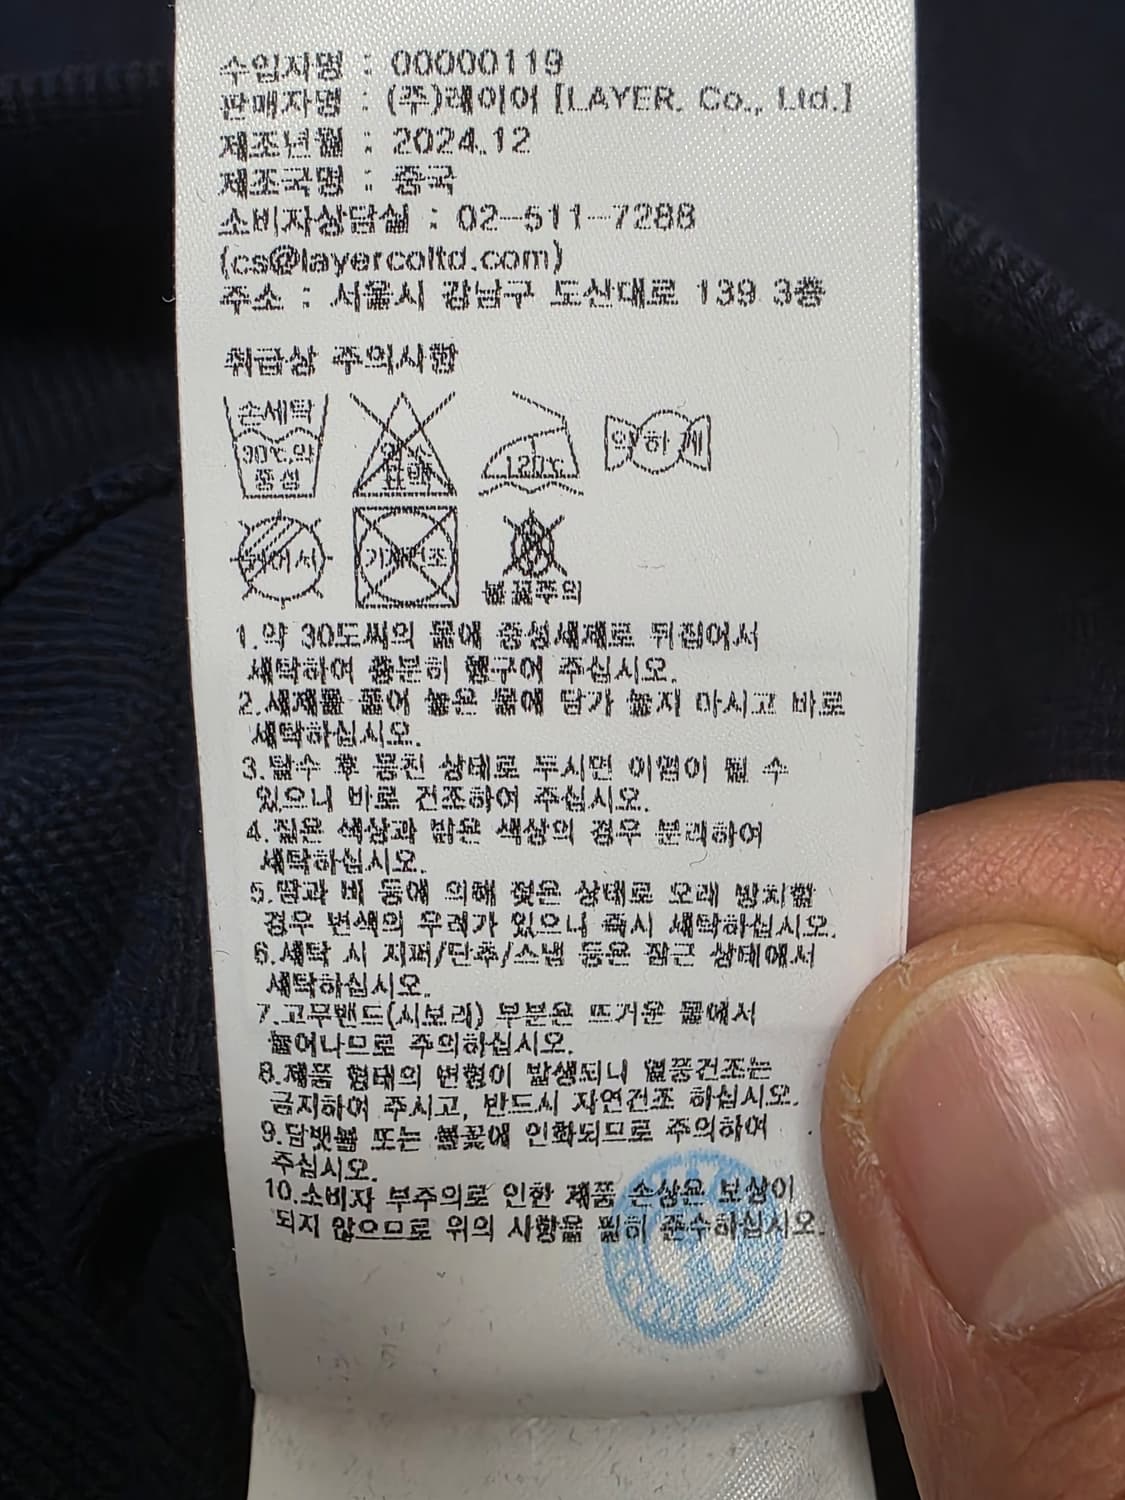 수입자명 : 00000119
판매자명 : (주)레이어 [LAYER. Co., Ltd.]
제조년월 : 2024.12
제조국명 : 중국
소비자상담실 : 02-511-7288
(cs@layercoltd.com)
주소 : 서울시 강남구 도산대로 139 3층
취급상 주의사항
손세탁
30℃,약
중성
염소
표백
120℃
약하게
뉘어서
기계건조
불꽃주의
1.약 30도씨의 물에 중성세제로 뒤집어서
세탁하여 충분히 헹구어 주십시오.
2.세제를 풀어 놓은 물에 담가 놓지 마시고 바로
세탁하십시오.
3.탈수 후 뭉친 상태로 두시면 이염이 될 수
있으니 바로 건조하여 주십시오.
4.짙은 색상과 밝은 색상의 경우 분리하여
세탁하십시오.
5.땀과 비 등에 의해 젖은 상태로 오래 방치할
경우 변색의 우려가 있으니 즉시 세탁하십시오.
6.세탁 시 지퍼/단추/스냅 등은 잠근 상태에서
세탁하십시오.
7.고무밴드(시보리) 부분은 뜨거운 물에서
늘어나므로 주의하십시오.
8.제품 형태의 변형이 발생되니 열풍건조는
금지하여 주시고, 반드시 자연건조 하십시오.
9.담뱃불 또는 불꽃에 인화되므로 주의하여
주십시오.
10.소비자 부주의로 인한 제품 손상은 보상이
되지 않으므로 위의 사항을 필히 준수하십시오.